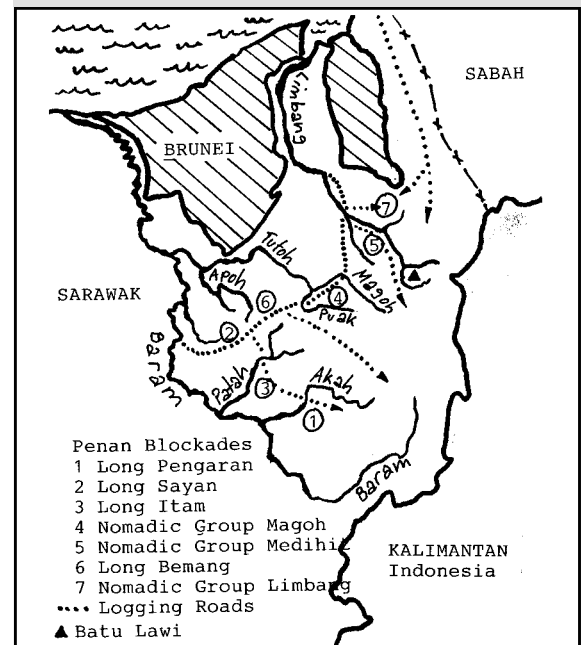 SABAH
Limbang
BRUNEI
7
5
Tutoh
Apoh
Magoh
SARAWAK
6
4
Puak
2
Baram
Patah
3
Akah
1
Baram
Penan Blockades
1 Long Pengaran
2 Long Sayan
3 Long Itam
4 Nomadic Group Magoh
5 Nomadic Group Medihit
6 Long Bemang
7 Nomadic Group Limbang
Logging Roads
Batu Lawi
KALIMANTAN
Indonesia